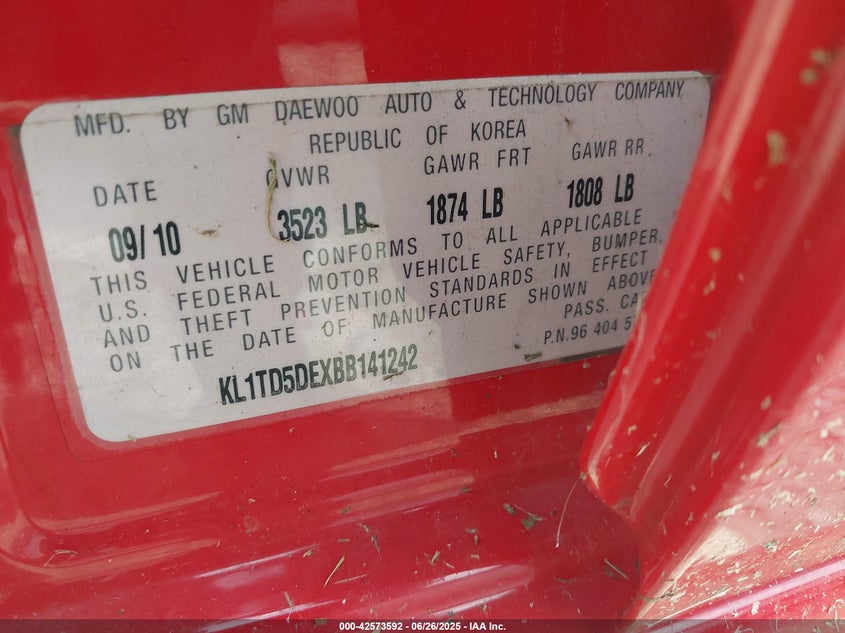 MFD. BY GM DAEWOO AUTO & TECHNOLOGY COMPANY
REPUBLIC OF KOREA
DATE GVWR GAWR FRT GAWR RR
09/10 3523 LB 1874 LB 1808 LB
THIS VEHICLE CONFORMS TO ALL APPLICABLE
U.S. FEDERAL MOTOR VEHICLE SAFETY, BUMPER,
AND THEFT PREVENTION STANDARDS IN EFFECT
ON THE DATE OF MANUFACTURE SHOWN ABOVE
PASS. CA
P.N.96 404 5
KL1TD5DEXBB141242
000-42573592 - 06/26/2025 - IAA Inc.